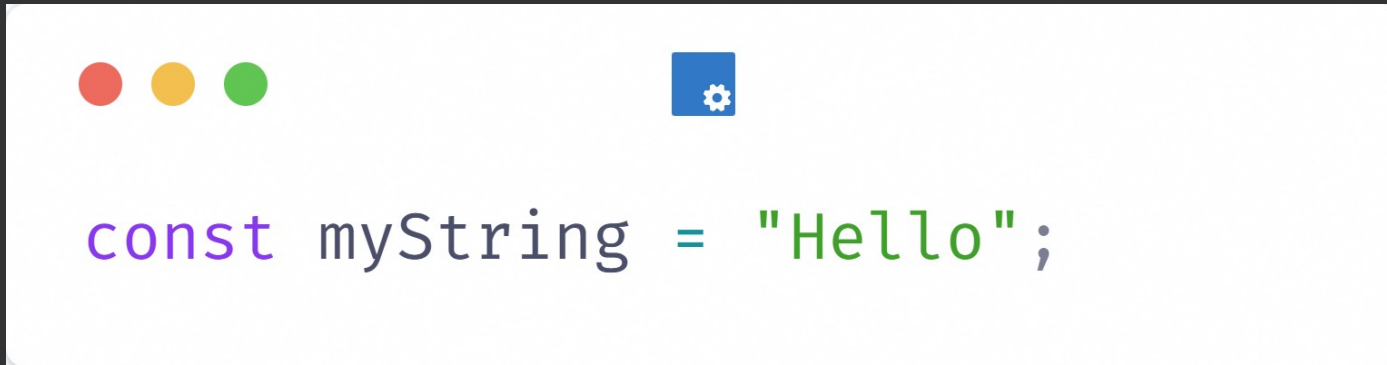 const myString = "Hello";